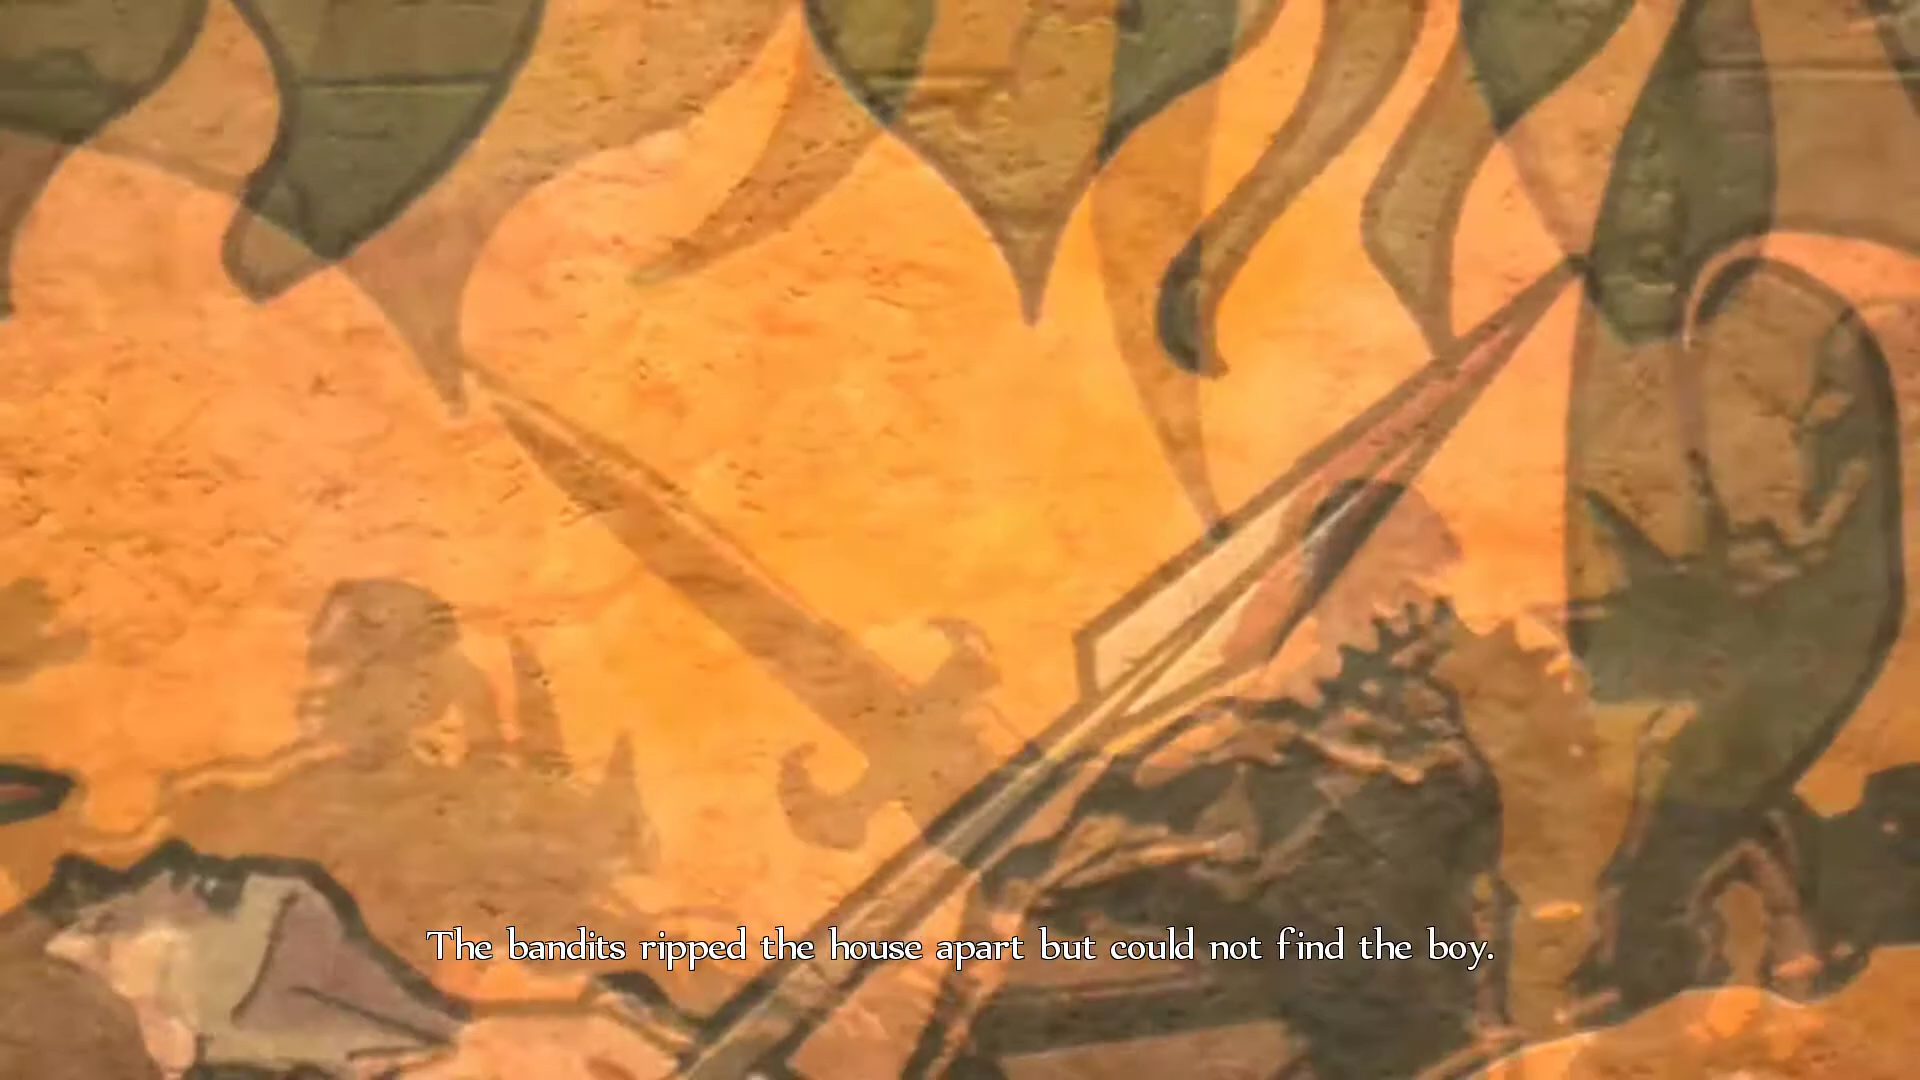 The bandits ripped the house apart but could not find the boy.